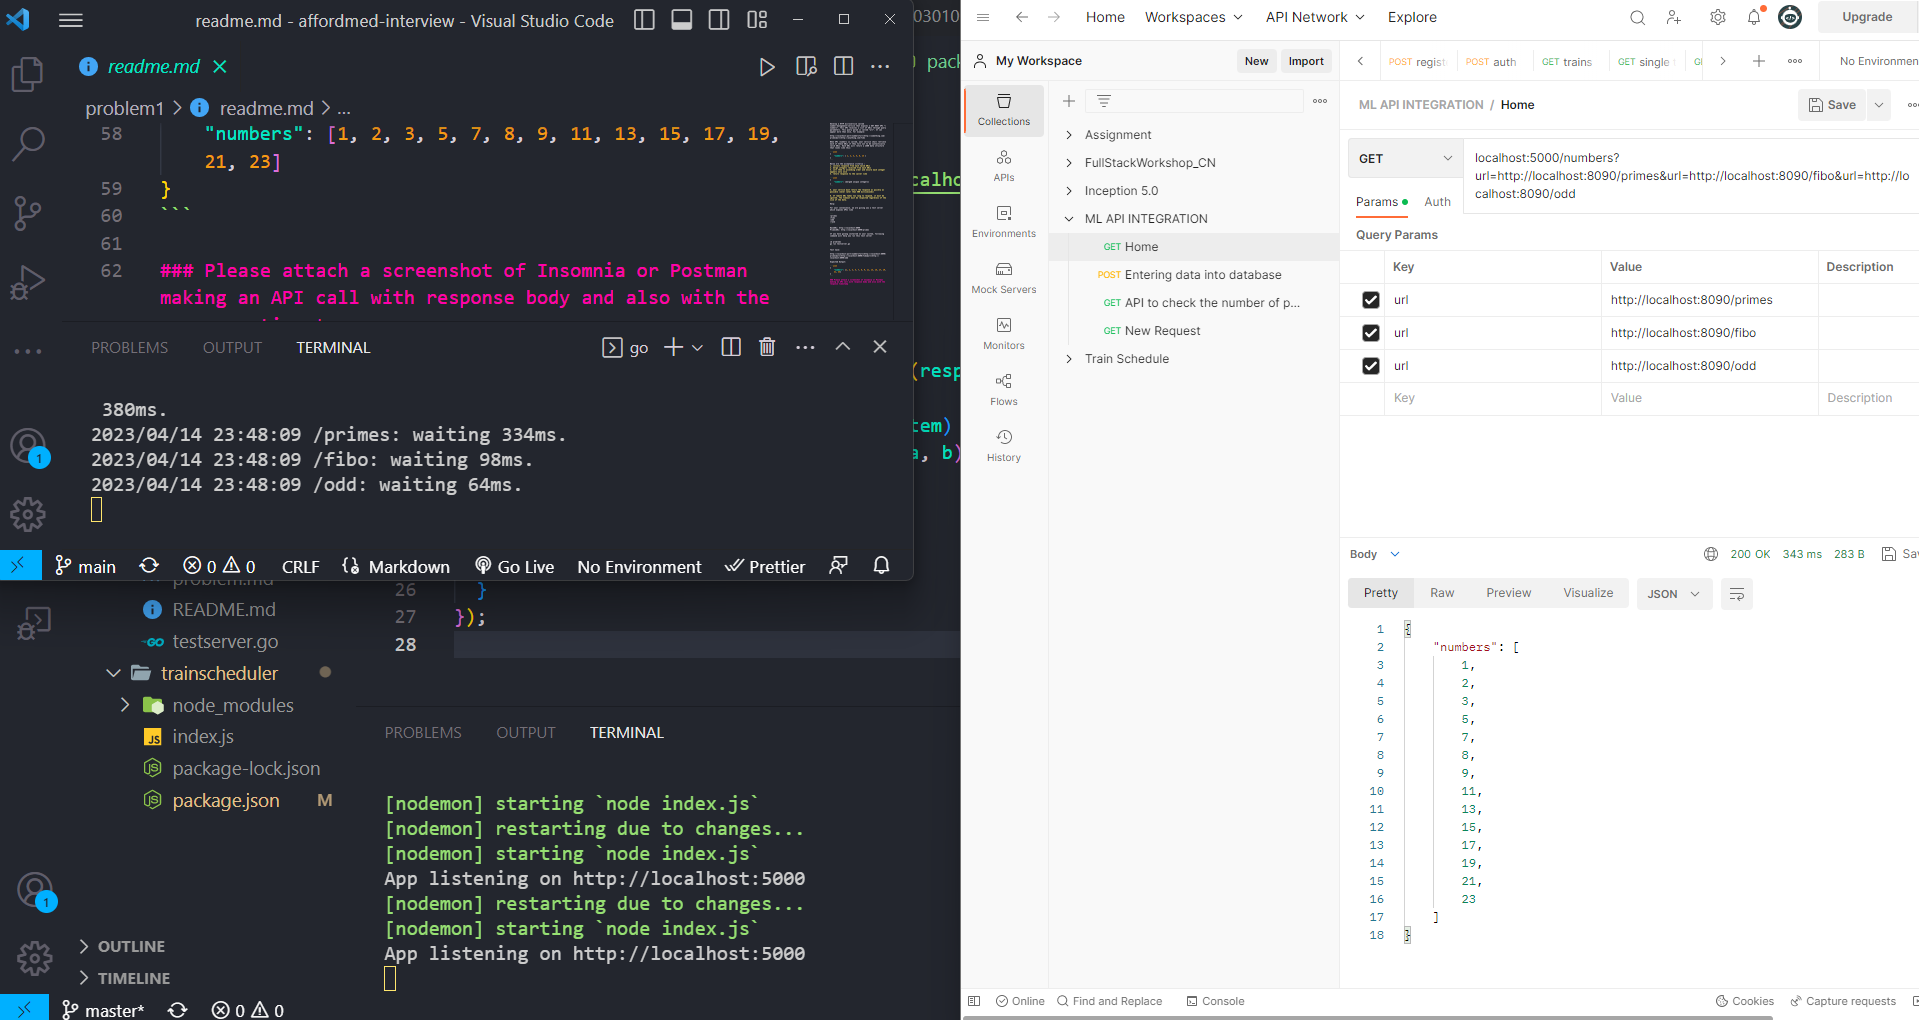 readme.md - affordmed-interview - Visual Studio Code
readme.md
problem1 > readme.md > ...
58 "numbers": [1, 2, 3, 5, 7, 8, 9, 11, 13, 15, 17, 19,
21, 23]
59 }
60 ```
61
62 ### Please attach a screenshot of Insomnia or Postman
making an API call with response body and also with the
PROBLEMS OUTPUT TERMINAL
go
380ms.
2023/04/14 23:48:09 /primes: waiting 334ms.
2023/04/14 23:48:09 /fibo: waiting 98ms.
2023/04/14 23:48:09 /odd: waiting 64ms.
1
main 0 0 CRLF Markdown Go Live No Environment Prettier
03010
pack
calho
(resp
tem)
a, b)
problem.md
README.md
testserver.go
trainscheduler
node_modules
index.js
package-lock.json
package.json M
26 }
27 });
28
PROBLEMS OUTPUT TERMINAL
[nodemon] starting `node index.js`
[nodemon] restarting due to changes...
[nodemon] starting `node index.js`
App listening on http://localhost:5000
[nodemon] restarting due to changes...
[nodemon] starting `node index.js`
App listening on http://localhost:5000
1
OUTLINE
TIMELINE
master* 0 0
Home Workspaces API Network Explore
Upgrade
My Workspace New Import
Collections
APIs
Environments
Mock Servers
Monitors
Flows
History
Assignment
FullStackWorkshop_CN
Inception 5.0
ML API INTEGRATION
GET Home
POST Entering data into database
GET API to check the number of p...
GET New Request
Train Schedule
POST regist POST auth GET trains GET single No Environmen
ML API INTEGRATION / Home Save
GET
localhost:5000/numbers?
url=http://localhost:8090/primes&url=http://localhost:8090/fibo&url=http://lo
calhost:8090/odd
Params Auth
Query Params
Key Value Description
url http://localhost:8090/primes
url http://localhost:8090/fibo
url http://localhost:8090/odd
Key Value Description
Body 200 OK 343 ms 283 B Sav
Pretty Raw Preview Visualize JSON
1 {
2 "numbers": [
3 1,
4 2,
5 3,
6 5,
7 7,
8 8,
9 9,
10 11,
11 13,
12 15,
13 17,
14 19,
15 21,
16 23
17 ]
18 }
Online Find and Replace Console Cookies Capture requests